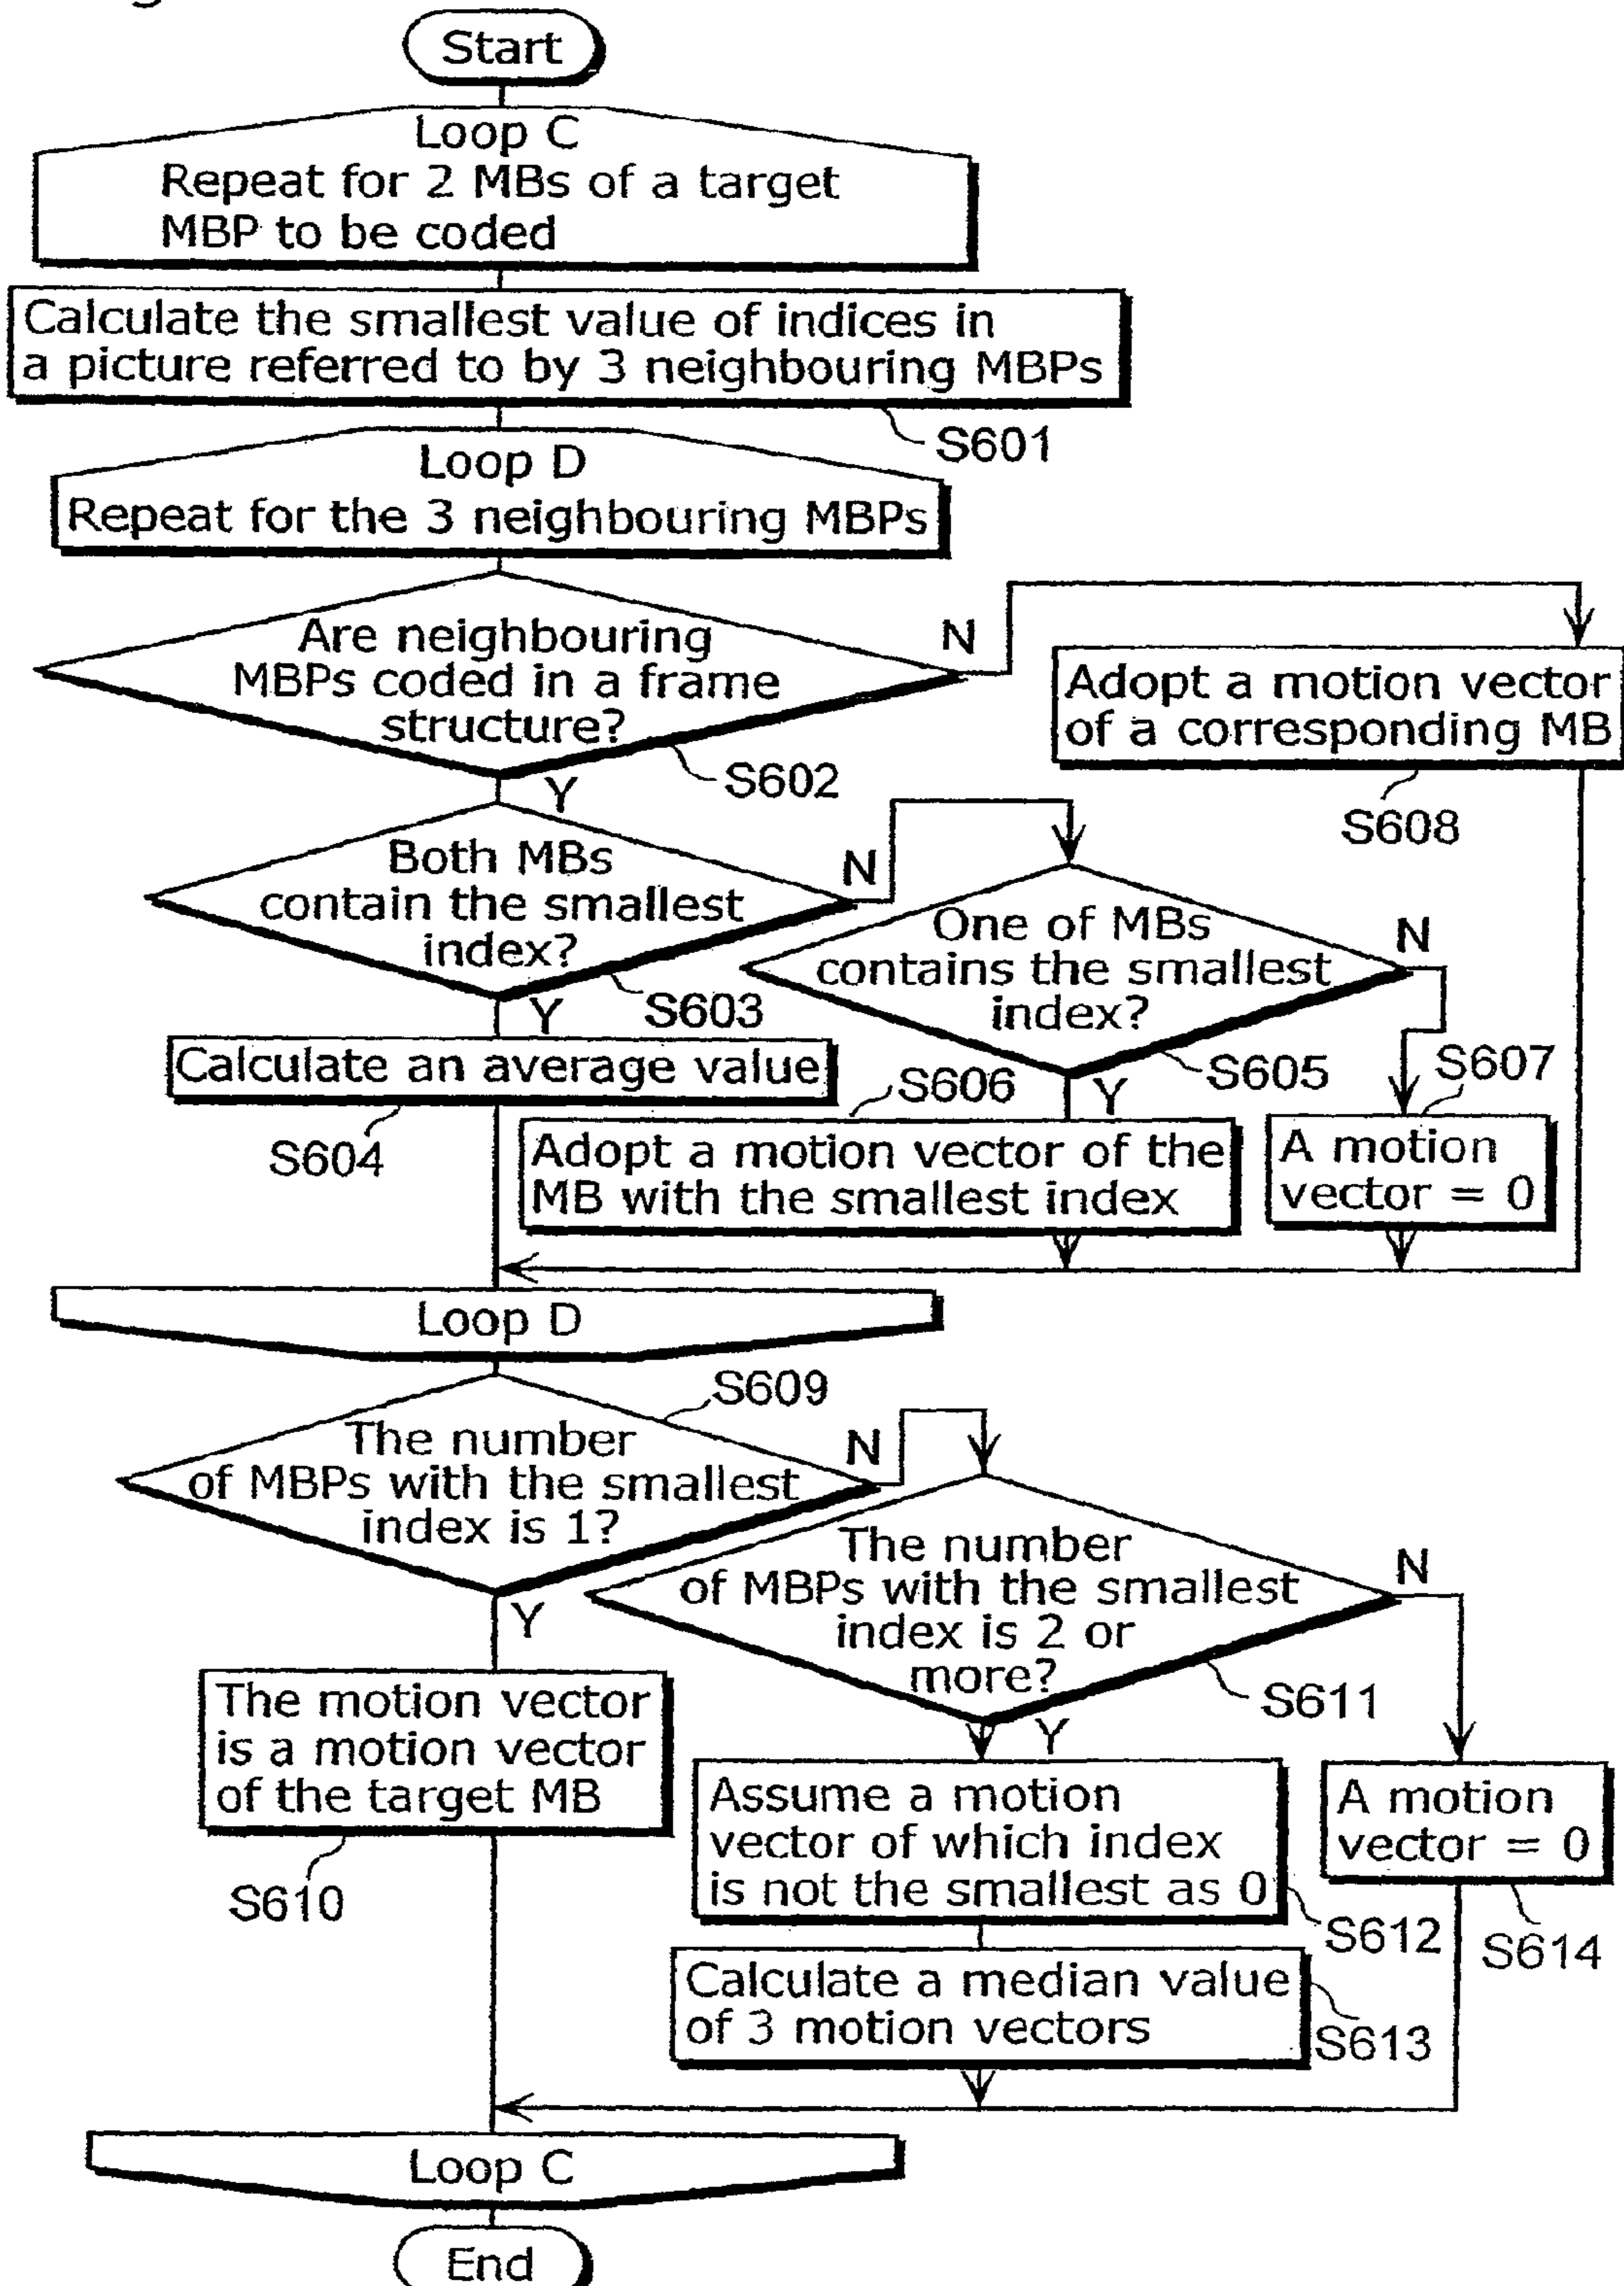 Start
Loop C
Repeat for 2 MBs of a target
MBP to be coded
Calculate the smallest value of indices in
a picture referred to by 3 neighbouring MBPs
S601
Loop D
Repeat for the 3 neighbouring MBPs
Are neighbouring
MBPs coded in a frame
structure?
N
Y
S602
Adopt a motion vector
of a corresponding MB
S608
Both MBs
contain the smallest
index?
N
Y
S603
One of MBs
contains the smallest
index?
N
Y
S605
Calculate an average value
S604
S606
Adopt a motion vector of the
MB with the smallest index
S607
A motion
vector = 0
Loop D
S609
The number
of MBPs with the smallest
index is 1?
N
Y
The number
of MBPs with the smallest
index is 2 or
more?
N
Y
S611
The motion vector
is a motion vector
of the target MB
S610
Assume a motion
vector of which index
is not the smallest as 0
S612
A motion
vector = 0
S614
Calculate a median value
of 3 motion vectors
S613
Loop C
End